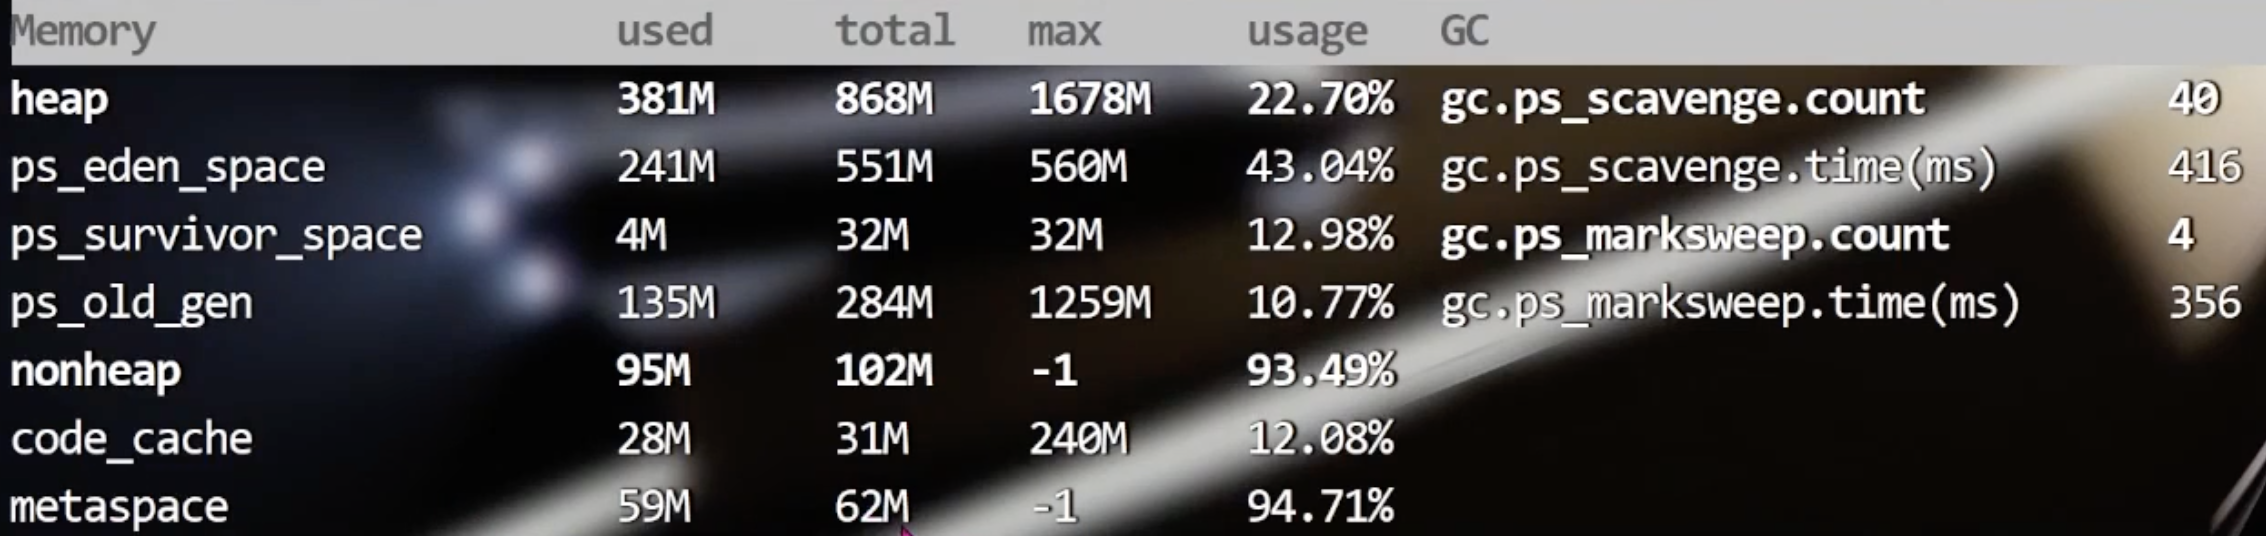 Memory used total max usage GC
heap 381M 868M 1678M 22.70% gc.ps_scavenge.count 40
ps_eden_space 241M 551M 560M 43.04% gc.ps_scavenge.time(ms) 416
ps_survivor_space 4M 32M 32M 12.98% gc.ps_marksweep.count 4
ps_old_gen 135M 284M 1259M 10.77% gc.ps_marksweep.time(ms) 356
nonheap 95M 102M -1 93.49%
code_cache 28M 31M 240M 12.08%
metaspace 59M 62M -1 94.71%